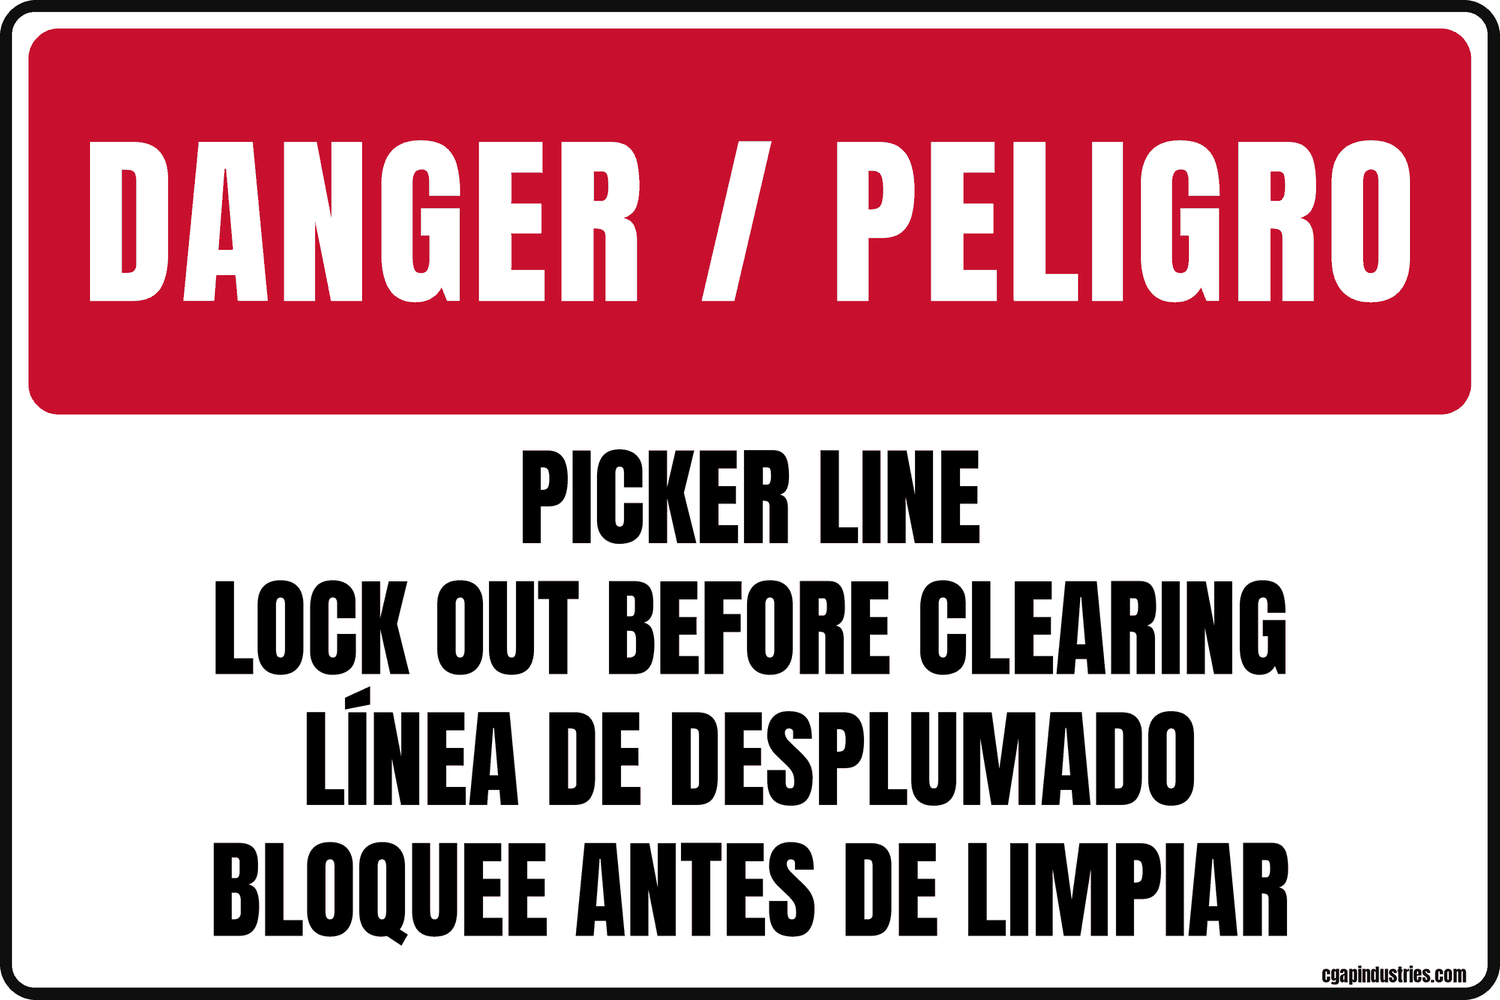 DANGER / PELIGRO
PICKER LINE
LOCK OUT BEFORE CLEARING
LÍNEA DE DESPLUMADO
BLOQUEE ANTES DE LIMPIAR
cgapindustries.com